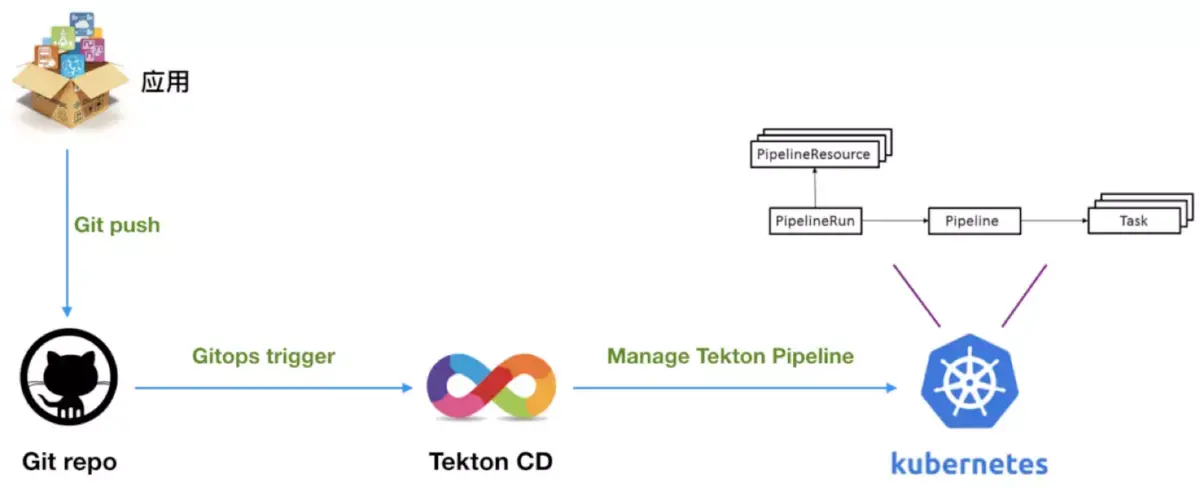 应用
PipelineResource
PipelineRun
Pipeline
Task
Git push
Gitops trigger
Manage Tekton Pipeline
Git repo
Tekton CD
kubernetes